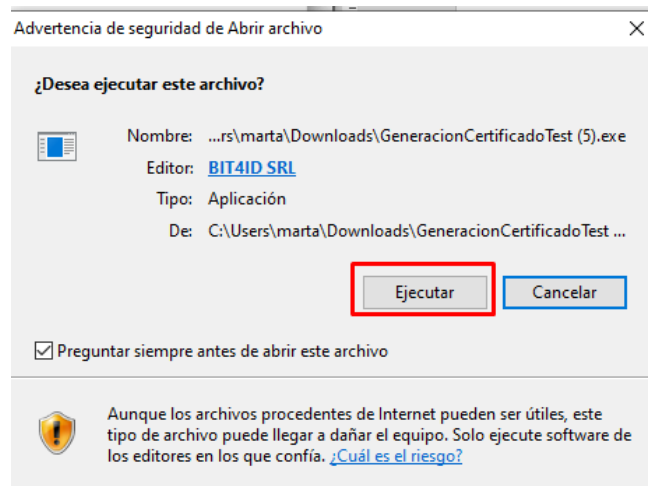 Advertencia de seguridad de Abrir archivo
¿Desea ejecutar este archivo?
Nombre: ...rs\marta\Downloads\GeneracionCertificadoTest (5).exe
Editor: BIT4ID SRL
Tipo: Aplicación
De: C:\Users\marta\Downloads\GeneracionCertificadoTest ...
Ejecutar Cancelar
Preguntar siempre antes de abrir este archivo
Aunque los archivos procedentes de Internet pueden ser útiles, este
tipo de archivo puede llegar a dañar el equipo. Solo ejecute software de
los editores en los que confía. ¿Cuál es el riesgo?